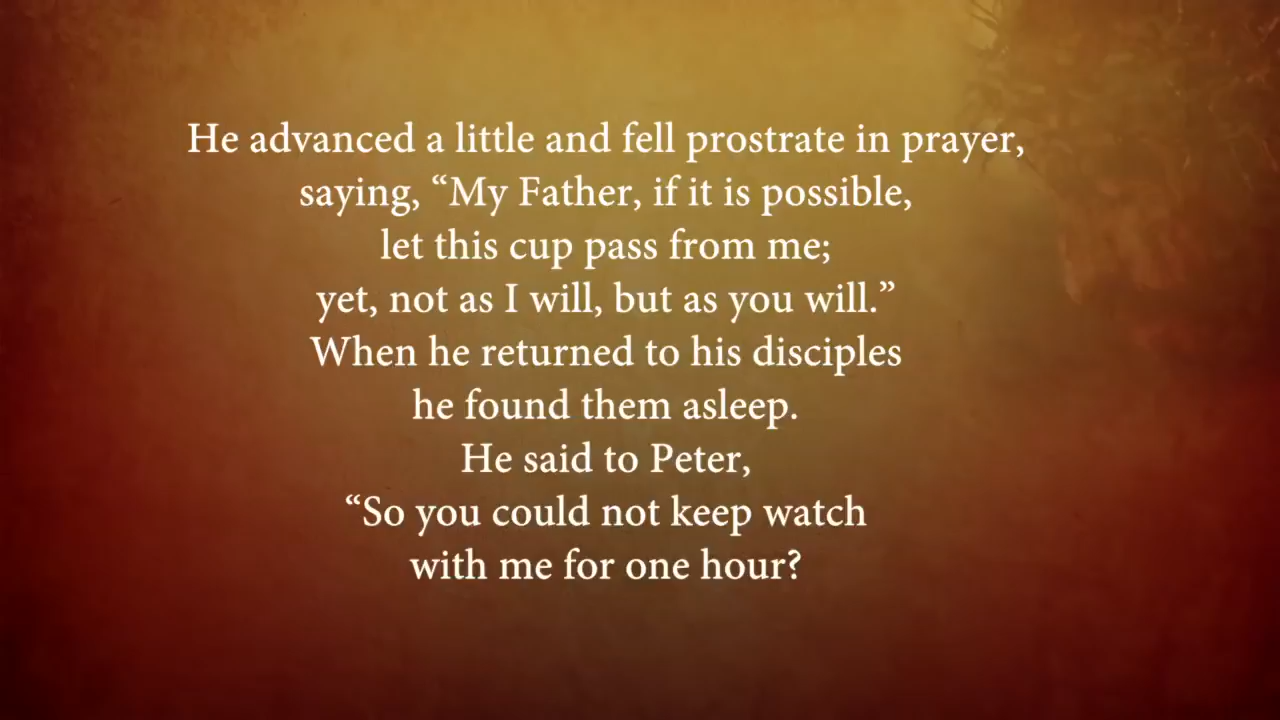 He advanced a little and fell prostrate in prayer,
saying, “My Father, if it is possible,
let this cup pass from me;
yet, not as I will, but as you will.”
When he returned to his disciples
he found them asleep.
He said to Peter,
“So you could not keep watch
with me for one hour?